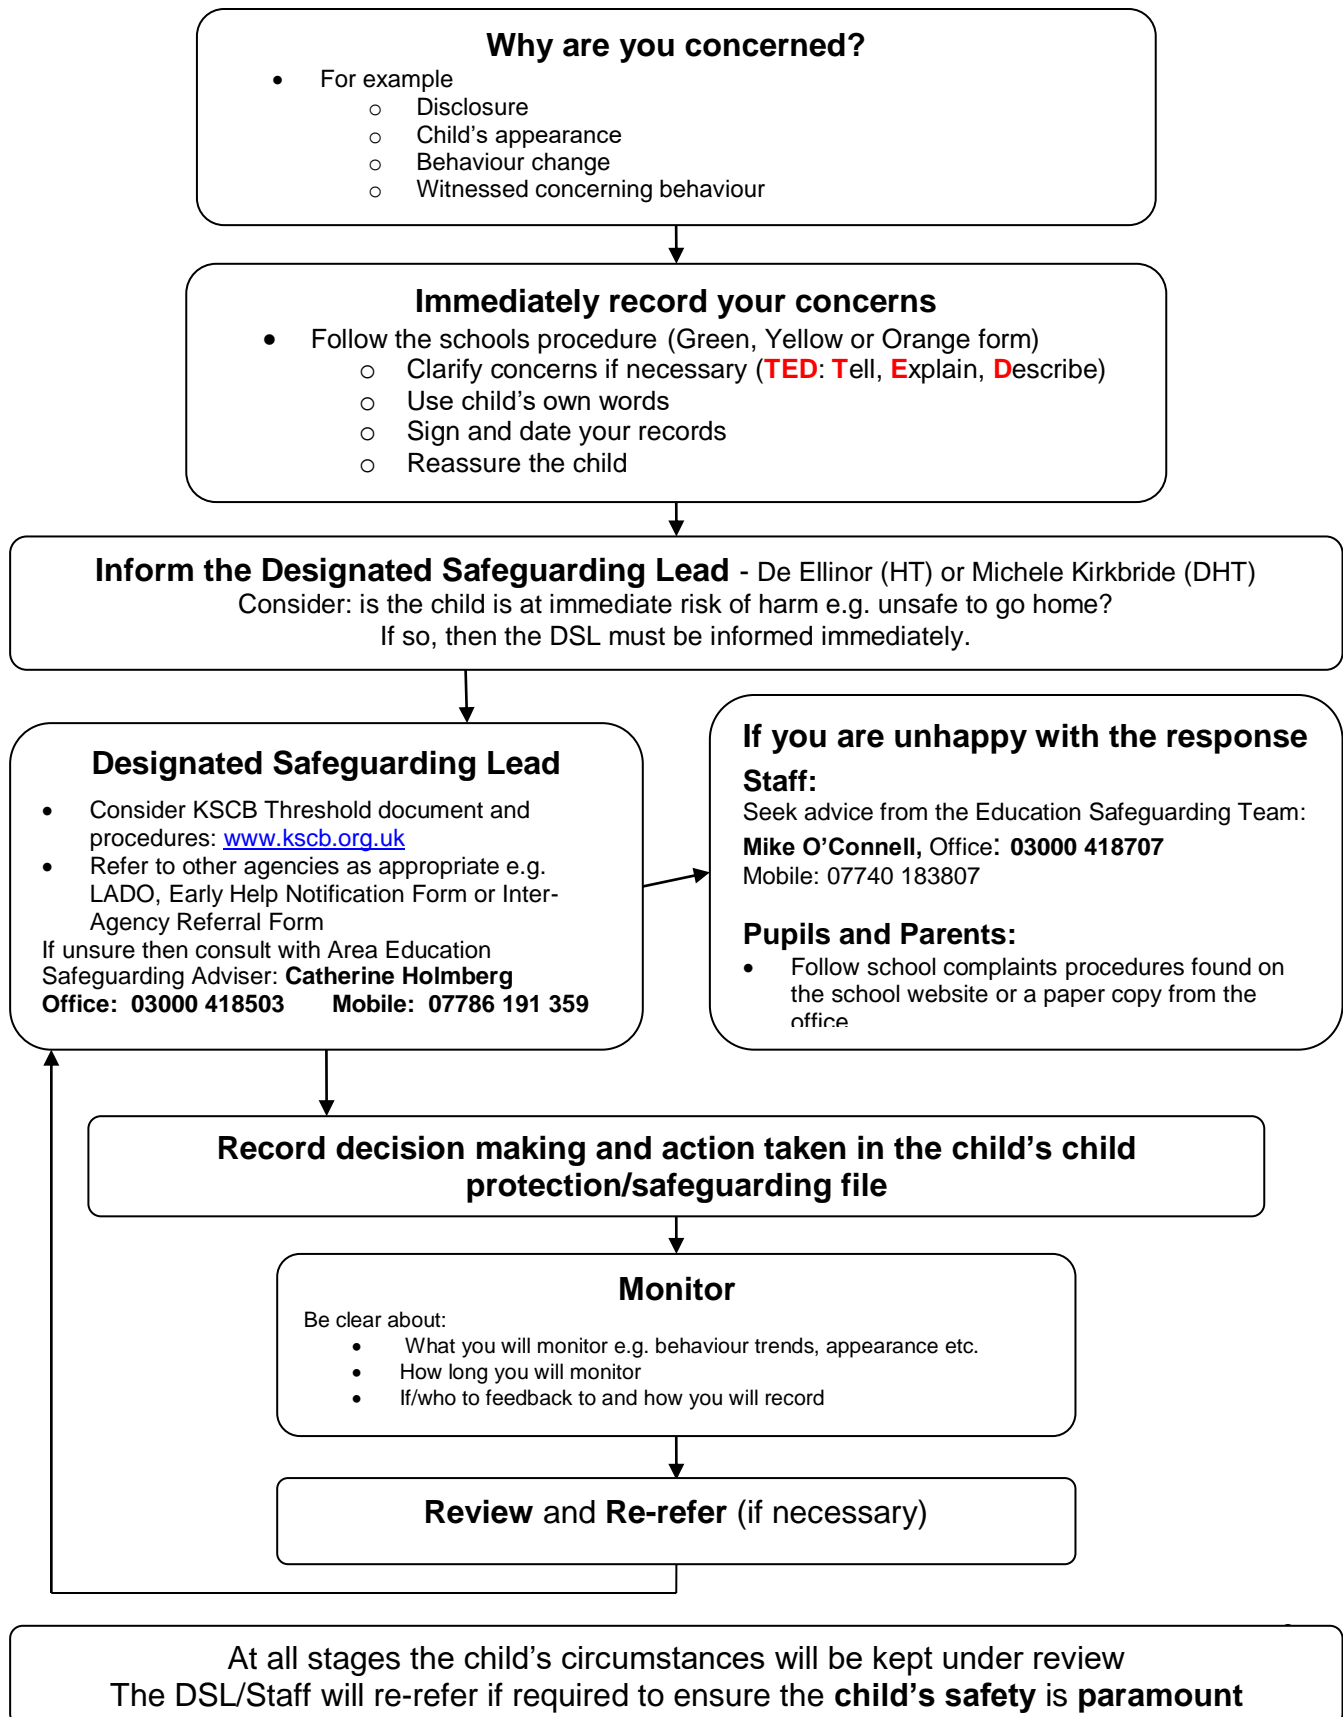 Why are you concerned?
• For example
o Disclosure
o Child's appearance
o Behaviour change
o Witnessed concerning behaviour
Immediately record your concerns
• Follow the schools procedure (Green, Yellow or Orange form)
o Clarify concerns if necessary (TED: Tell, Explain, Describe)
o Use child's own words
o Sign and date your records
o Reassure the child
Inform the Designated Safeguarding Lead - De Ellinor (HT) or Michele Kirkbride (DHT)
Consider: is the child is at immediate risk of harm e.g. unsafe to go home?
If so, then the DSL must be informed immediately.
Designated Safeguarding Lead
• Consider KSCB Threshold document and
procedures: www.kscb.org.uk
• Refer to other agencies as appropriate e.g.
LADO, Early Help Notification Form or Inter-
Agency Referral Form
If unsure then consult with Area Education
Safeguarding Adviser: Catherine Holmberg
Office: 03000 418503 Mobile: 07786 191 359
If you are unhappy with the response
Staff:
Seek advice from the Education Safeguarding Team:
Mike O'Connell, Office: 03000 418707
Mobile: 07740 183807
Pupils and Parents:
• Follow school complaints procedures found on
the school website or a paper copy from the
office
Record decision making and action taken in the child's child
protection/safeguarding file
Monitor
Be clear about:
• What you will monitor e.g. behaviour trends, appearance etc.
• How long you will monitor
• If/who to feedback to and how you will record
Review and Re-refer (if necessary)
At all stages the child's circumstances will be kept under review
The DSL/Staff will re-refer if required to ensure the child's safety is paramount